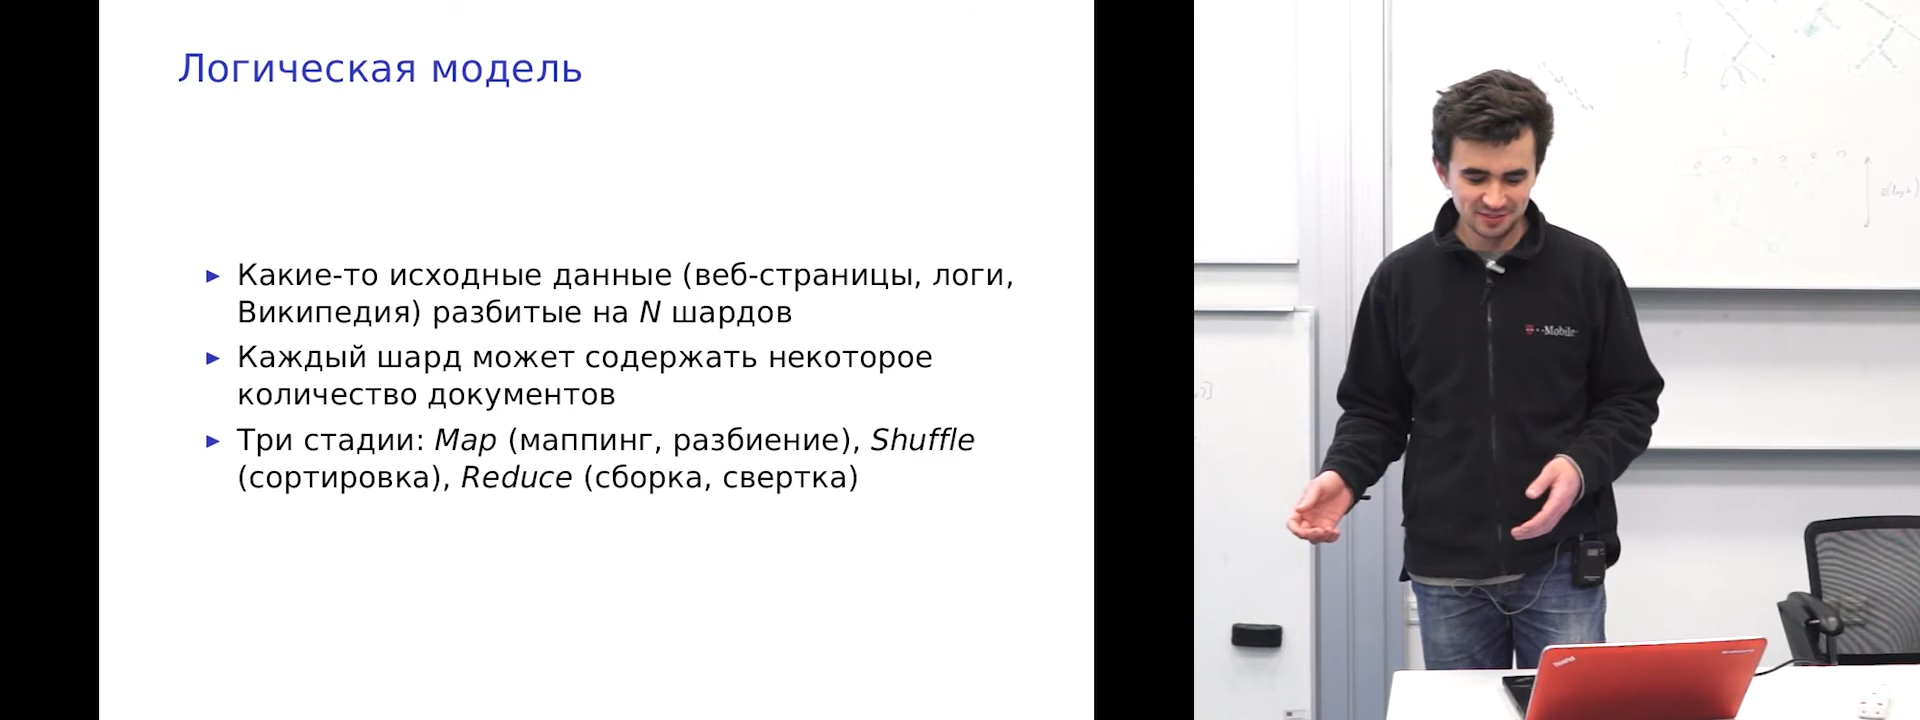 Логическая модель
Какие-то исходные данные (веб-страницы, логи,
Википедия) разбитые на N шардов
Каждый шард может содержать некоторое
количество документов
Три стадии: Map (маппинг, разбиение), Shuffle
(сортировка), Reduce (сборка, свертка)
T··Mobile·
ThinkPad